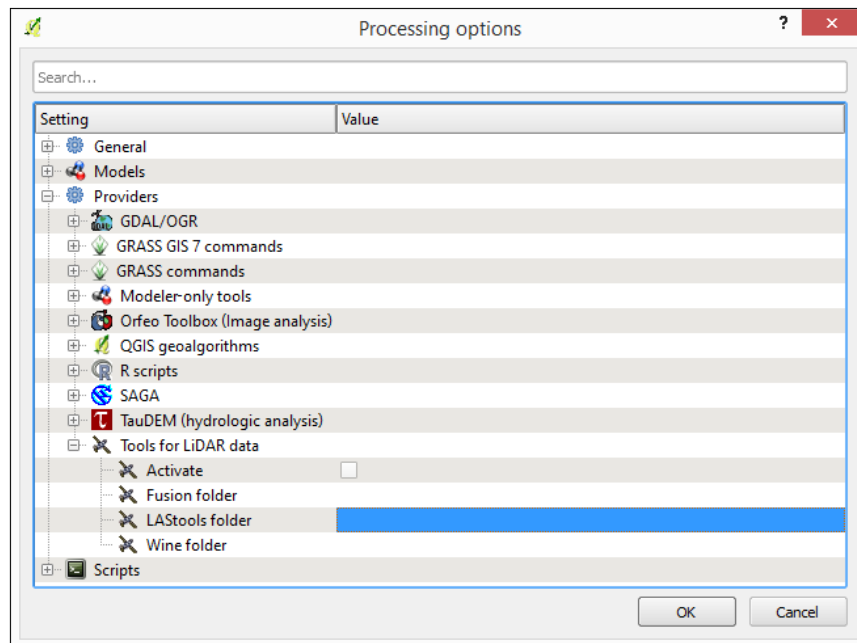 Processing options
?
×
Search...
Setting Value
General
Models
Providers
GDAL/OGR
GRASS GIS 7 commands
GRASS commands
Modeler-only tools
Orfeo Toolbox (Image analysis)
QGIS geoalgorithms
R scripts
SAGA
TauDEM (hydrologic analysis)
Tools for LiDAR data
Activate
Fusion folder
LAStools folder
Wine folder
Scripts
OK Cancel